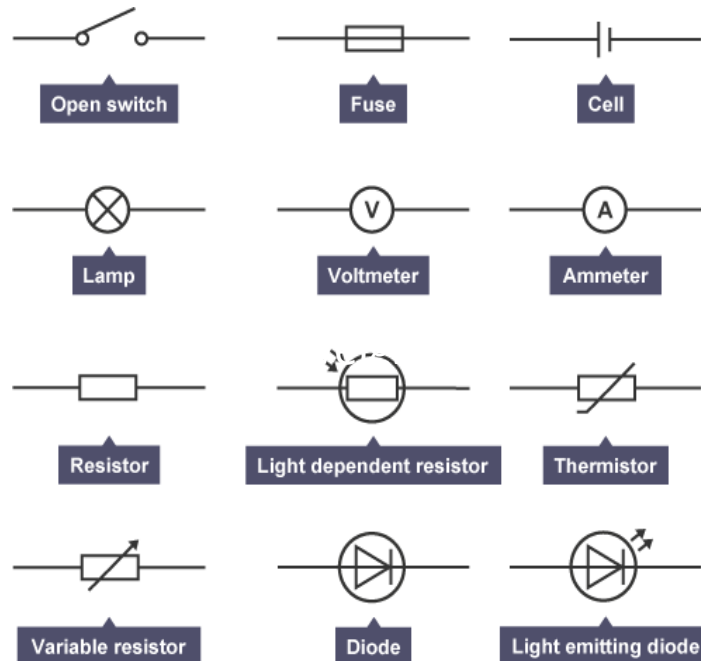 Open switch
Fuse
Cell
Lamp
V
Voltmeter
A
Ammeter
Resistor
Light dependent resistor
Thermistor
Variable resistor
Diode
Light emitting diode